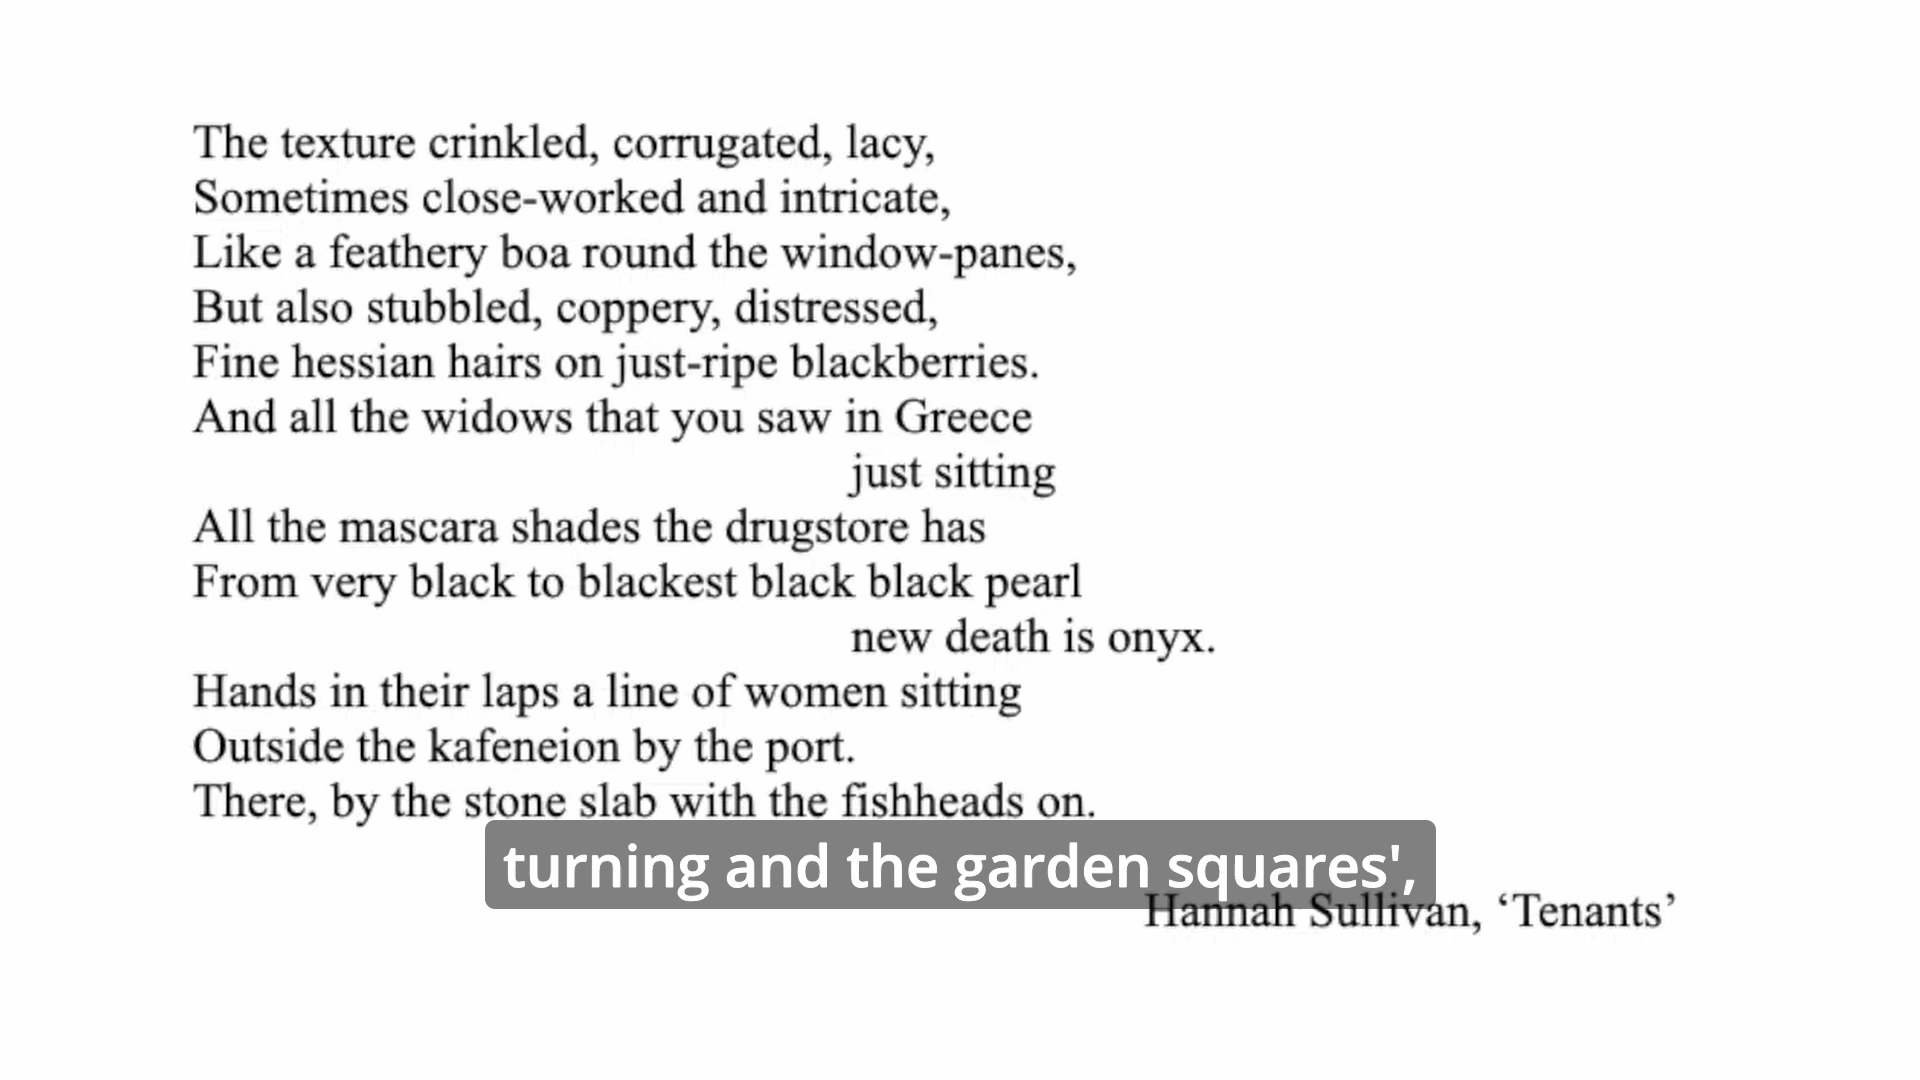 The texture crinkled, corrugated, lacy,
Sometimes close-worked and intricate,
Like a feathery boa round the window-panes,
But also stubbled, coppery, distressed,
Fine hessian hairs on just-ripe blackberries.
And all the widows that you saw in Greece
just sitting
All the mascara shades the drugstore has
From very black to blackest black black pearl
new death is onyx.
Hands in their laps a line of women sitting
Outside the kafeneion by the port.
There, by the stone slab with the fishheads on.
turning and the garden squares',
Hannah Sullivan, ‘Tenants’